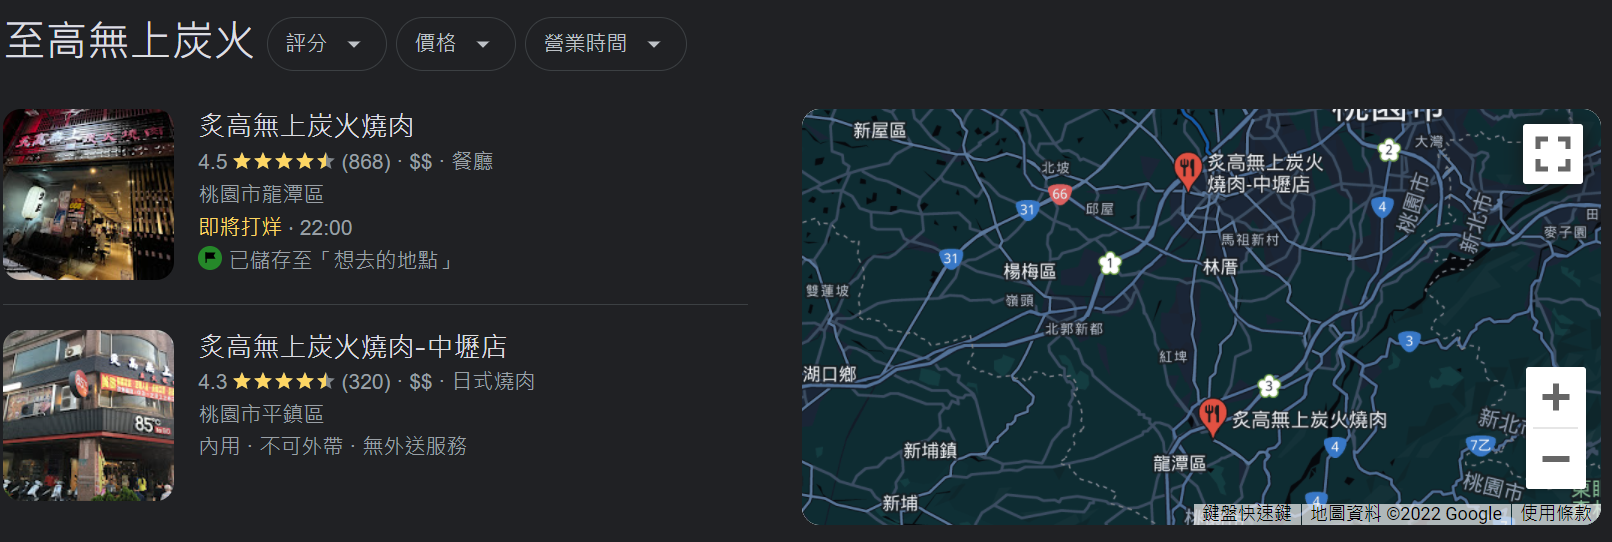 至高無上炭火
評分
價格
營業時間
炙高無上炭火燒肉
4.5 (868) · $$ · 餐廳
桃園市龍潭區
即將打烊 · 22:00
已儲存至「想去的地點」
炙高無上炭火燒肉-中壢店
4.3 (320) · $$ · 日式燒肉
桃園市平鎮區
內用 · 不可外帶 · 無外送服務
85°C
桃園市
新屋區
北坡
66
31
邱屋
炙高無上炭火
燒肉-中壢店
2
大灣
4
桃園市
新北市
田
麥子園
馬祖新村
31
楊梅區
1
林厝
雙蓮坡
嶺頭
北郭新都
紅埤
3
湖口鄉
3
炙高無上炭火燒肉
新埔鎮
龍潭區
4
新北市
7乙
桃園市
新埔
4
鍵盤快速鍵
地圖資料 ©2022 Google
使用條款